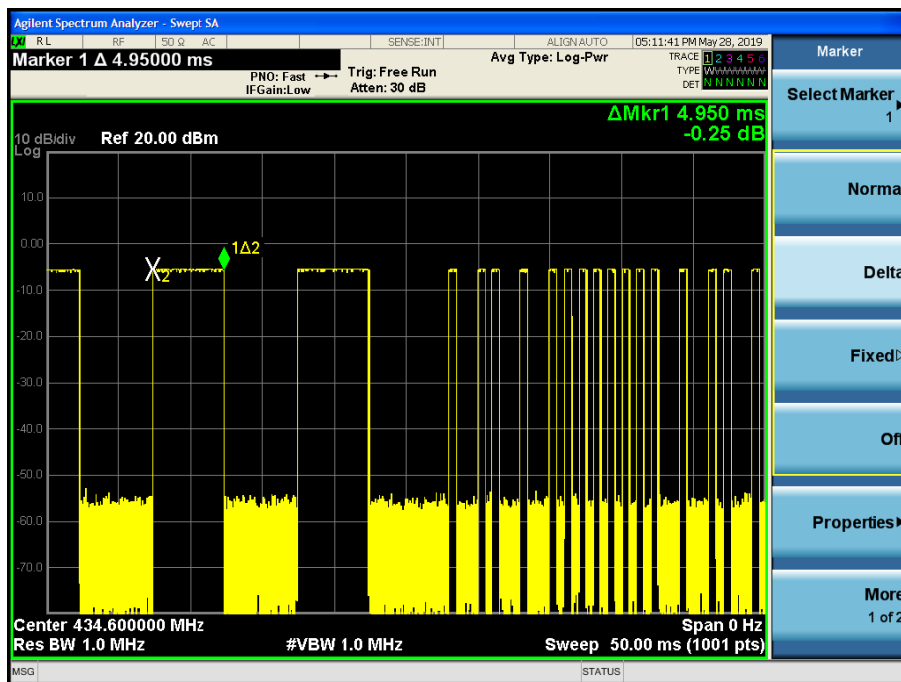 Agilent Spectrum Analyzer - Swept SA
LXI RL RF 50 Ω AC SENSE:INT ALIGN AUTO 05:11:41 PM May 28, 2019
Marker 1 Δ 4.95000 ms
PNO: Fast Trig: Free Run
IFGain:Low Atten: 30 dB
Avg Type: Log-Pwr
TRACE 1 2 3 4 5 6
TYPE W
DET N N N N N N
ΔMkr1 4.950 ms
-0.25 dB
10 dB/div Ref 20.00 dBm
Log
10.0
0.00
-10.0
-20.0
-30.0
-40.0
-50.0
-60.0
-70.0
1Δ2
X2
Center 434.600000 MHz Span 0 Hz
Res BW 1.0 MHz #VBW 1.0 MHz Sweep 50.00 ms (1001 pts)
MSG STATUS
Marker
Select Marker
1
Norma
Delta
Fixed
Off
Properties
More
1 of 2